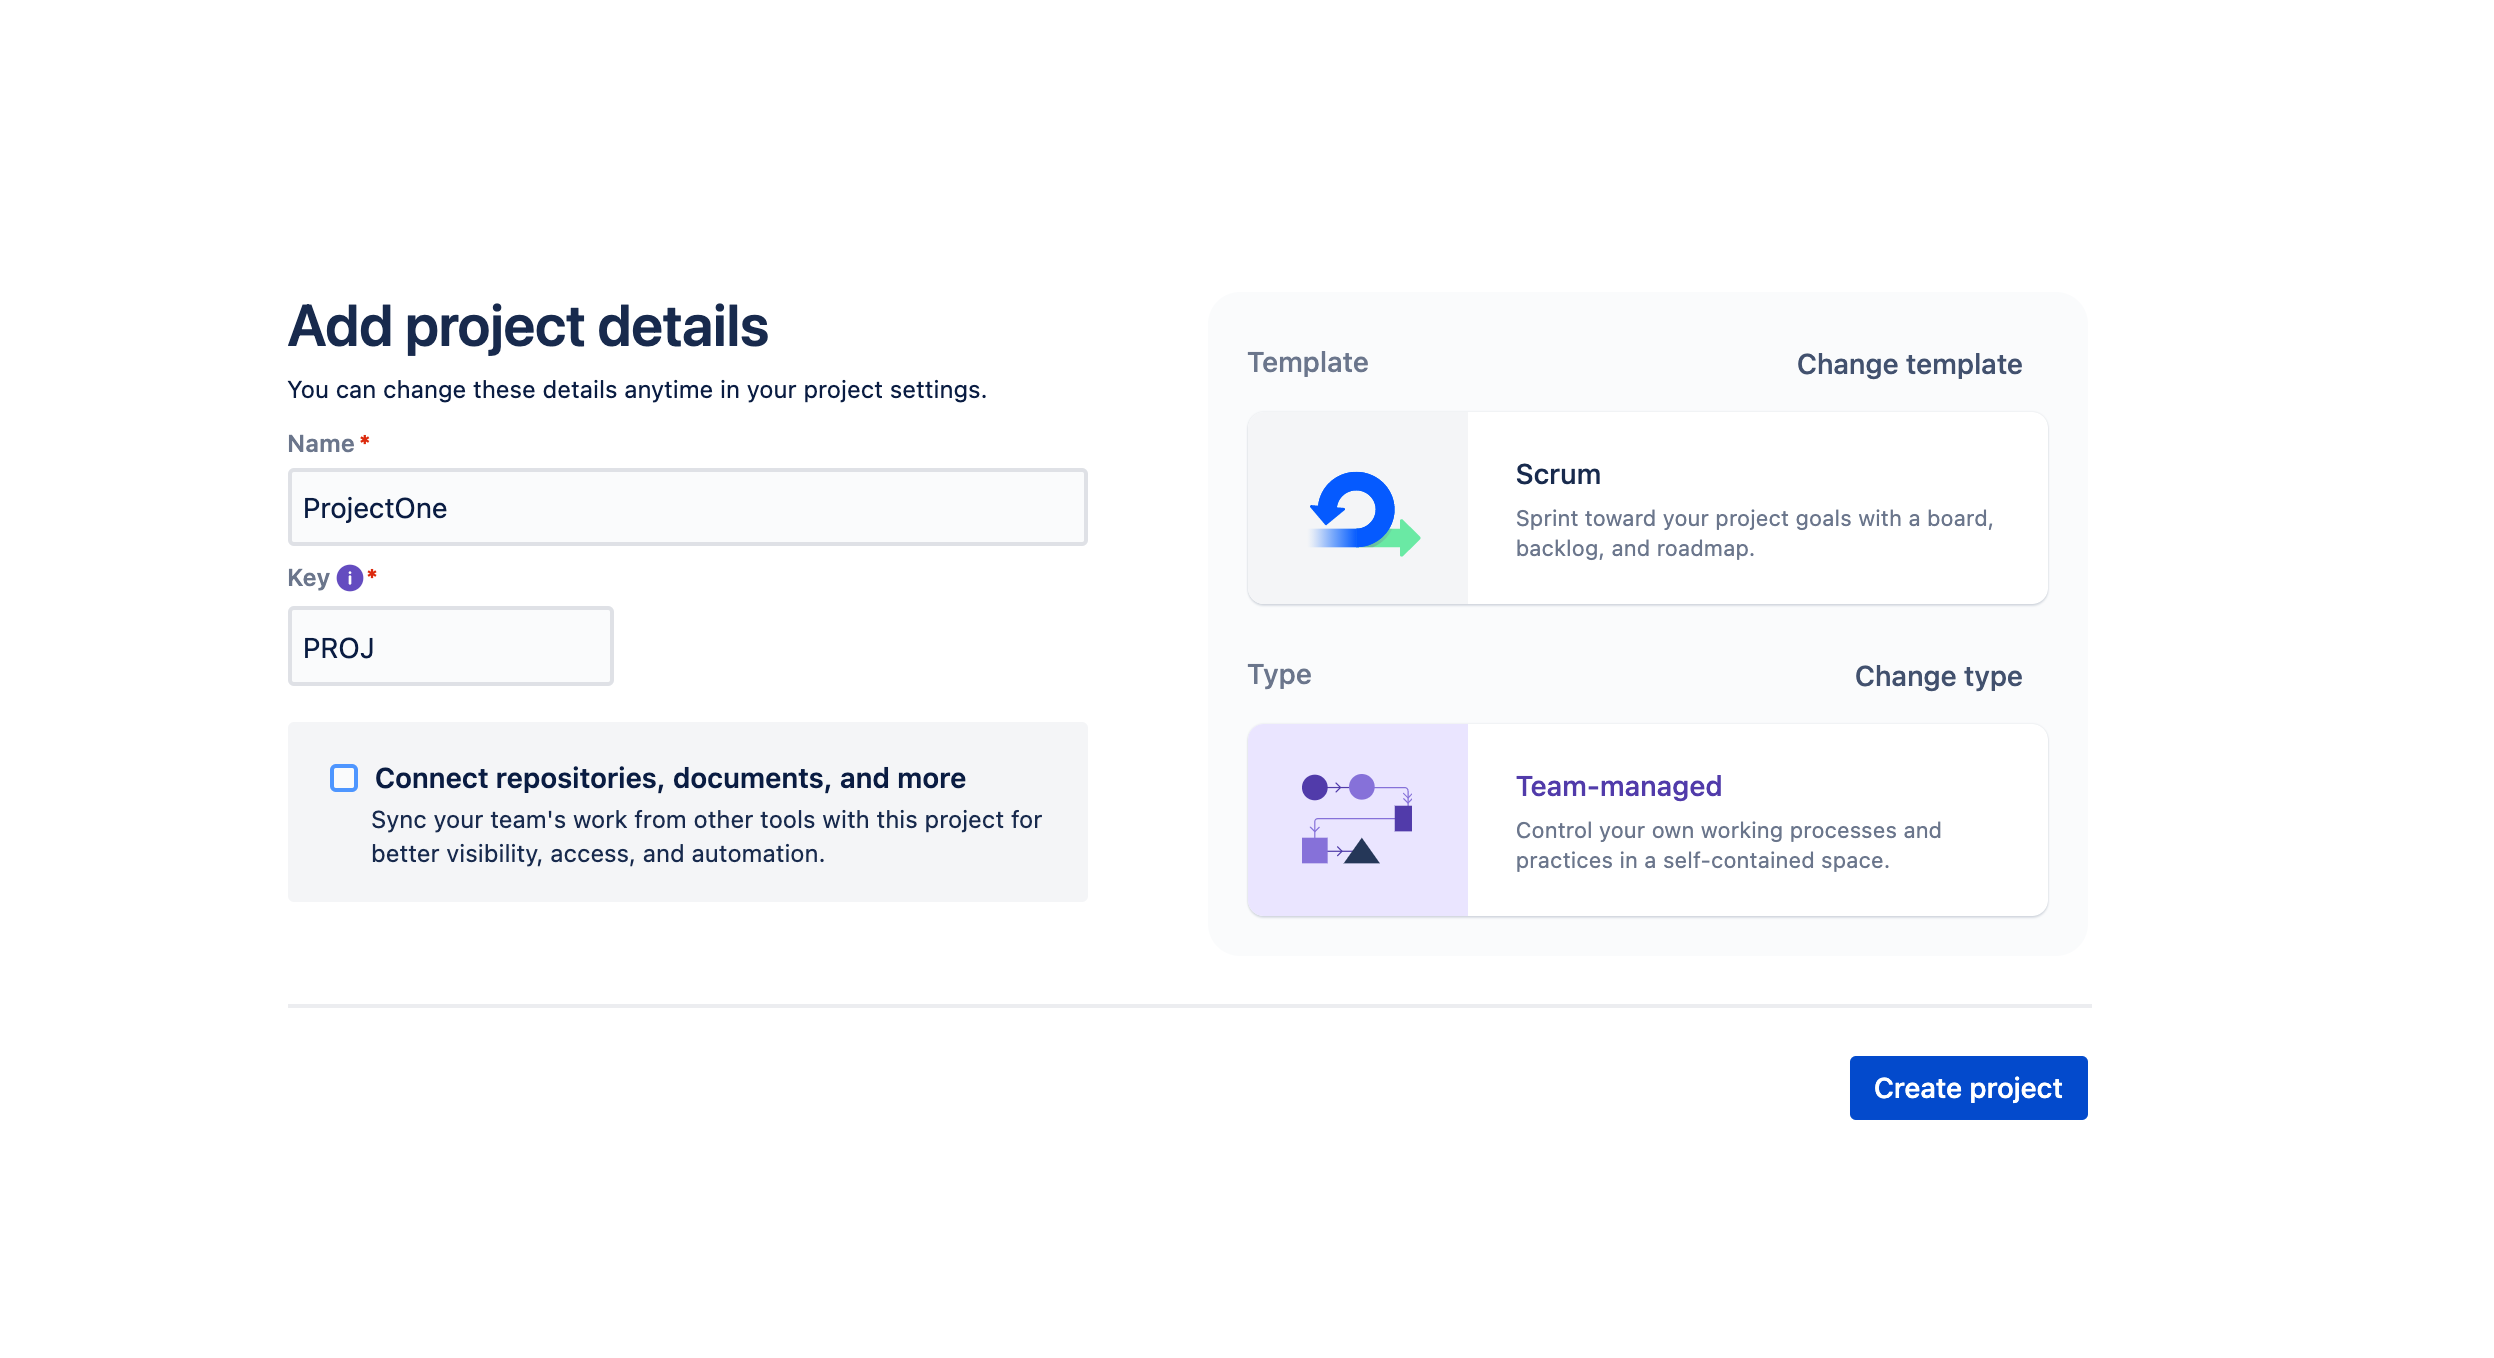 Add project details
You can change these details anytime in your project settings.
Name *
ProjectOne
Key i *
PROJ
Connect repositories, documents, and more
Sync your team's work from other tools with this project for
better visibility, access, and automation.
Template
Change template
Scrum
Sprint toward your project goals with a board,
backlog, and roadmap.
Type
Change type
Team-managed
Control your own working processes and
practices in a self-contained space.
Create project